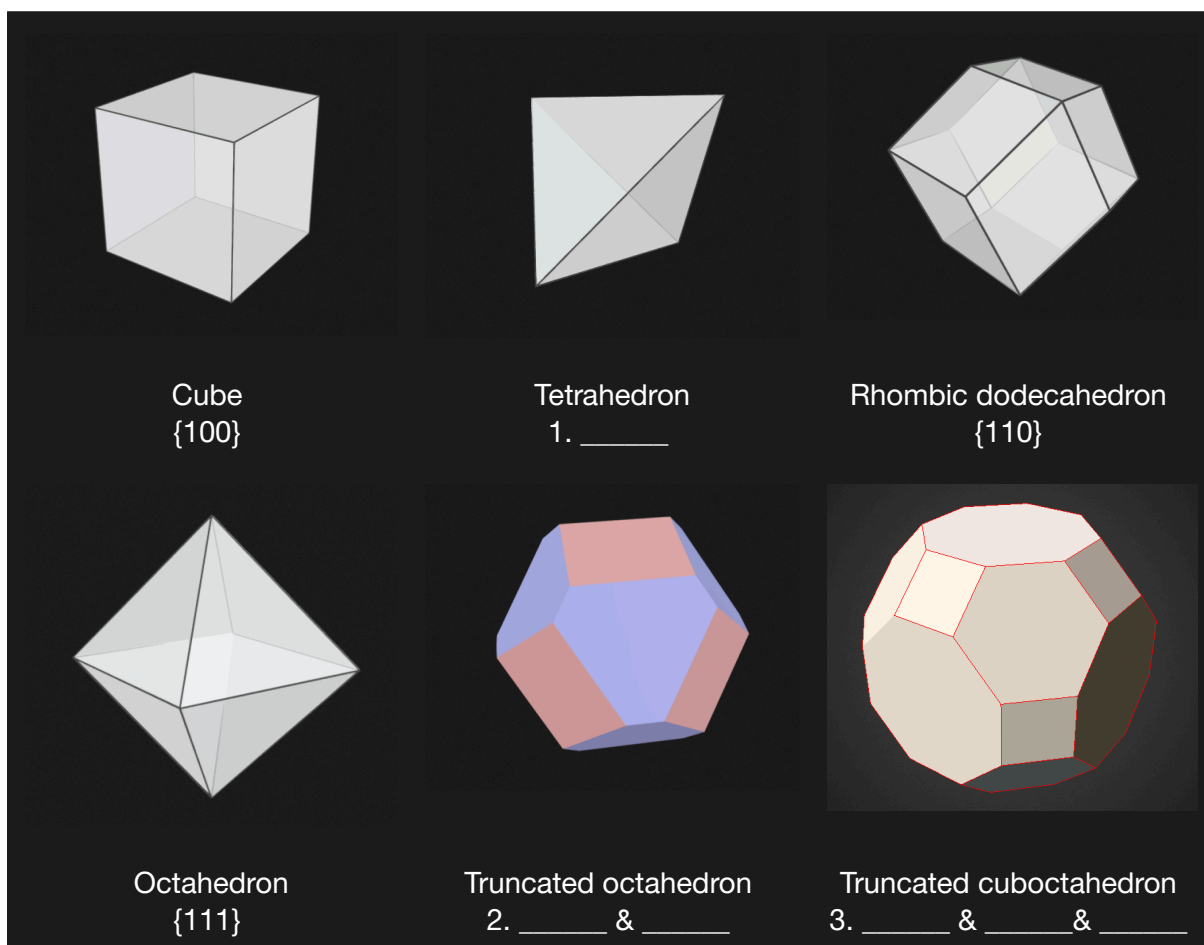 Cube
{100}
Tetrahedron
1. ______
Rhombic dodecahedron
{110}
Octahedron
{111}
Truncated octahedron
2. ______ & ______
Truncated cuboctahedron
3. ______ & ______& ______